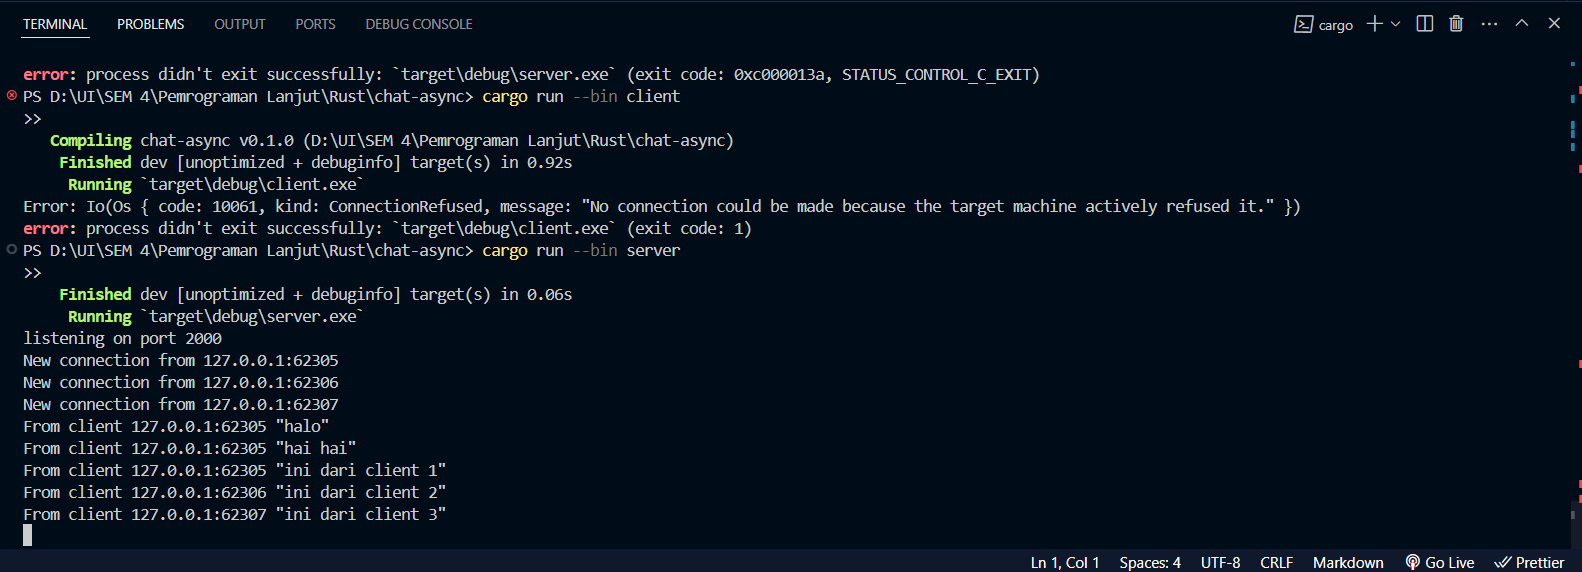 TERMINAL PROBLEMS OUTPUT PORTS DEBUG CONSOLE cargo
error: process didn't exit successfully: `target\debug\server.exe` (exit code: 0xc000013a, STATUS_CONTROL_C_EXIT)
PS D:\UI\SEM 4\Pemrograman Lanjut\Rust\chat-async> cargo run --bin client
>>
Compiling chat-async v0.1.0 (D:\UI\SEM 4\Pemrograman Lanjut\Rust\chat-async)
Finished dev [unoptimized + debuginfo] target(s) in 0.92s
Running `target\debug\client.exe`
Error: Io(Os { code: 10061, kind: ConnectionRefused, message: "No connection could be made because the target machine actively refused it." })
error: process didn't exit successfully: `target\debug\client.exe` (exit code: 1)
PS D:\UI\SEM 4\Pemrograman Lanjut\Rust\chat-async> cargo run --bin server
>>
Finished dev [unoptimized + debuginfo] target(s) in 0.06s
Running `target\debug\server.exe`
listening on port 2000
New connection from 127.0.0.1:62305
New connection from 127.0.0.1:62306
New connection from 127.0.0.1:62307
From client 127.0.0.1:62305 "halo"
From client 127.0.0.1:62305 "hai hai"
From client 127.0.0.1:62305 "ini dari client 1"
From client 127.0.0.1:62306 "ini dari client 2"
From client 127.0.0.1:62307 "ini dari client 3"
Ln 1, Col 1 Spaces: 4 UTF-8 CRLF Markdown Go Live Prettier